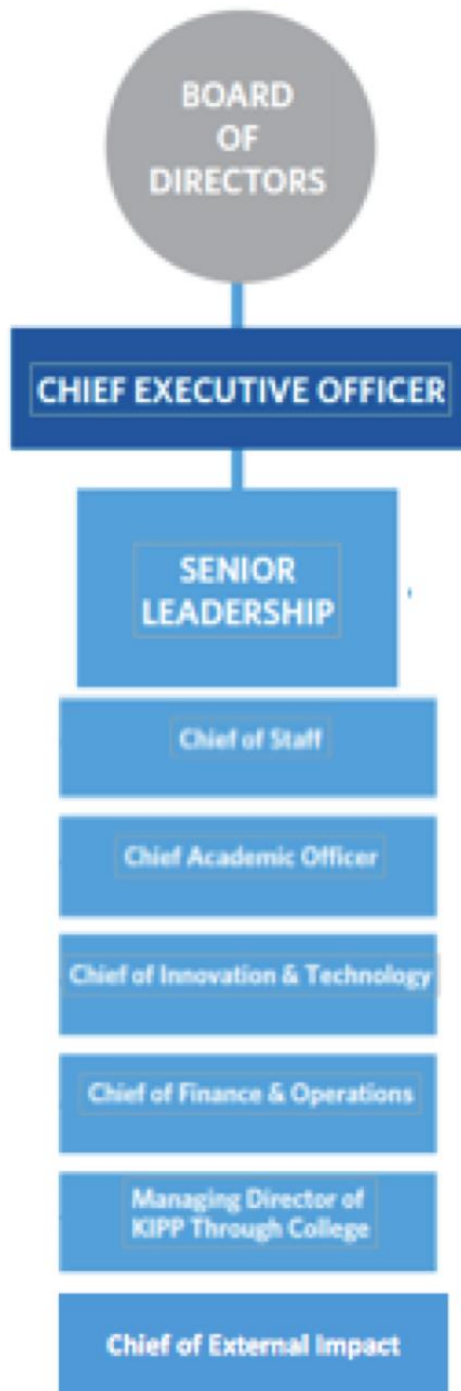 BOARD
OF
DIRECTORS
CHIEF EXECUTIVE OFFICER
SENIOR
LEADERSHIP
Chief of Staff
Chief Academic Officer
Chief of Innovation & Technology
Chief of Finance & Operations
Managing Director of
KIPP Through College
Chief of External Impact